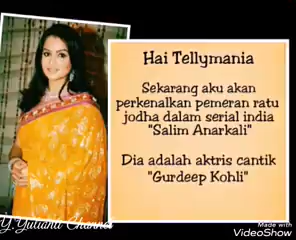 Hai Tellymania
Sekarang aku akan
perkenalkan pemeran ratu
jodha dalam serial india
"Salim Anarkali"
Dia adalah aktris cantik
"Gurdeep Kohli"
Y.Yulianti Channel
Made with
VideoShow